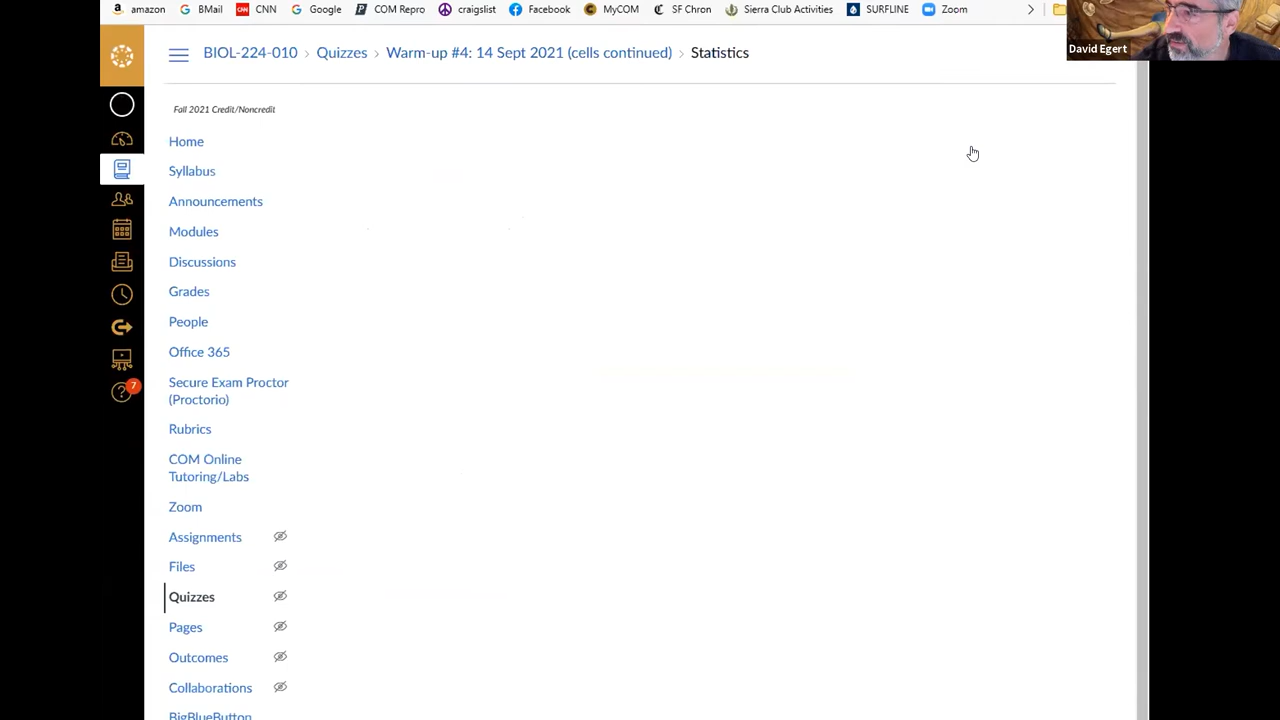 amazon BMail CNN Google COM Repro craigslist Facebook MyCOM SF Chron Sierra Club Activities SURFLINE Zoom
David Egert
BIOL-224-010 › Quizzes › Warm-up #4: 14 Sept 2021 (cells continued) › Statistics
Fall 2021 Credit/Noncredit
Home
Syllabus
Announcements
Modules
Discussions
Grades
People
Office 365
Secure Exam Proctor
(Proctorio)
7
Rubrics
COM Online
Tutoring/Labs
Zoom
Assignments
Files
Quizzes
Pages
Outcomes
Collaborations
BigBlueButton